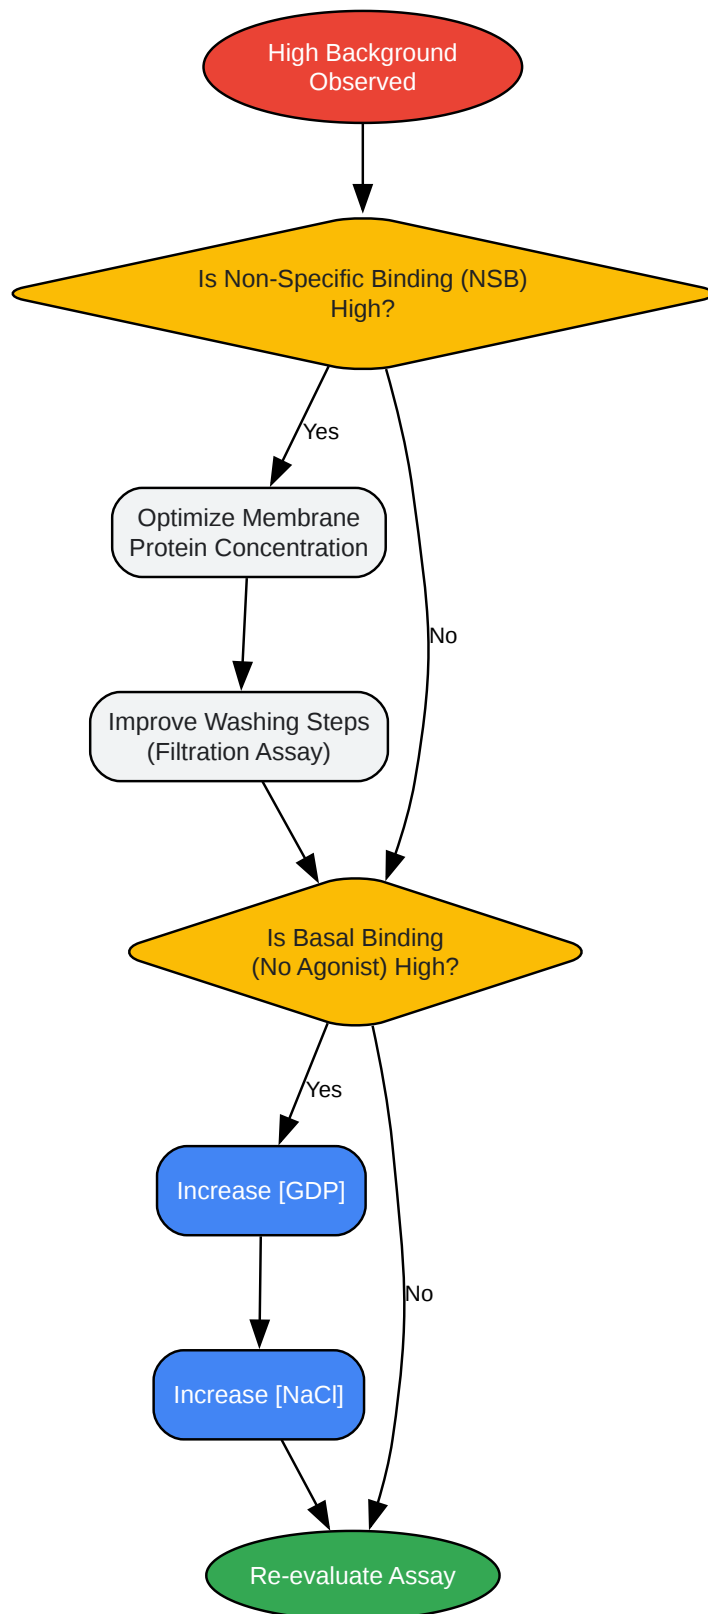 High Background
Observed
Is Non-Specific Binding (NSB)
High?
Yes
Optimize Membrane
Protein Concentration
No
Improve Washing Steps
(Filtration Assay)
Is Basal Binding
(No Agonist) High?
Yes
Increase [GDP]
No
Increase [NaCl]
Re-evaluate Assay